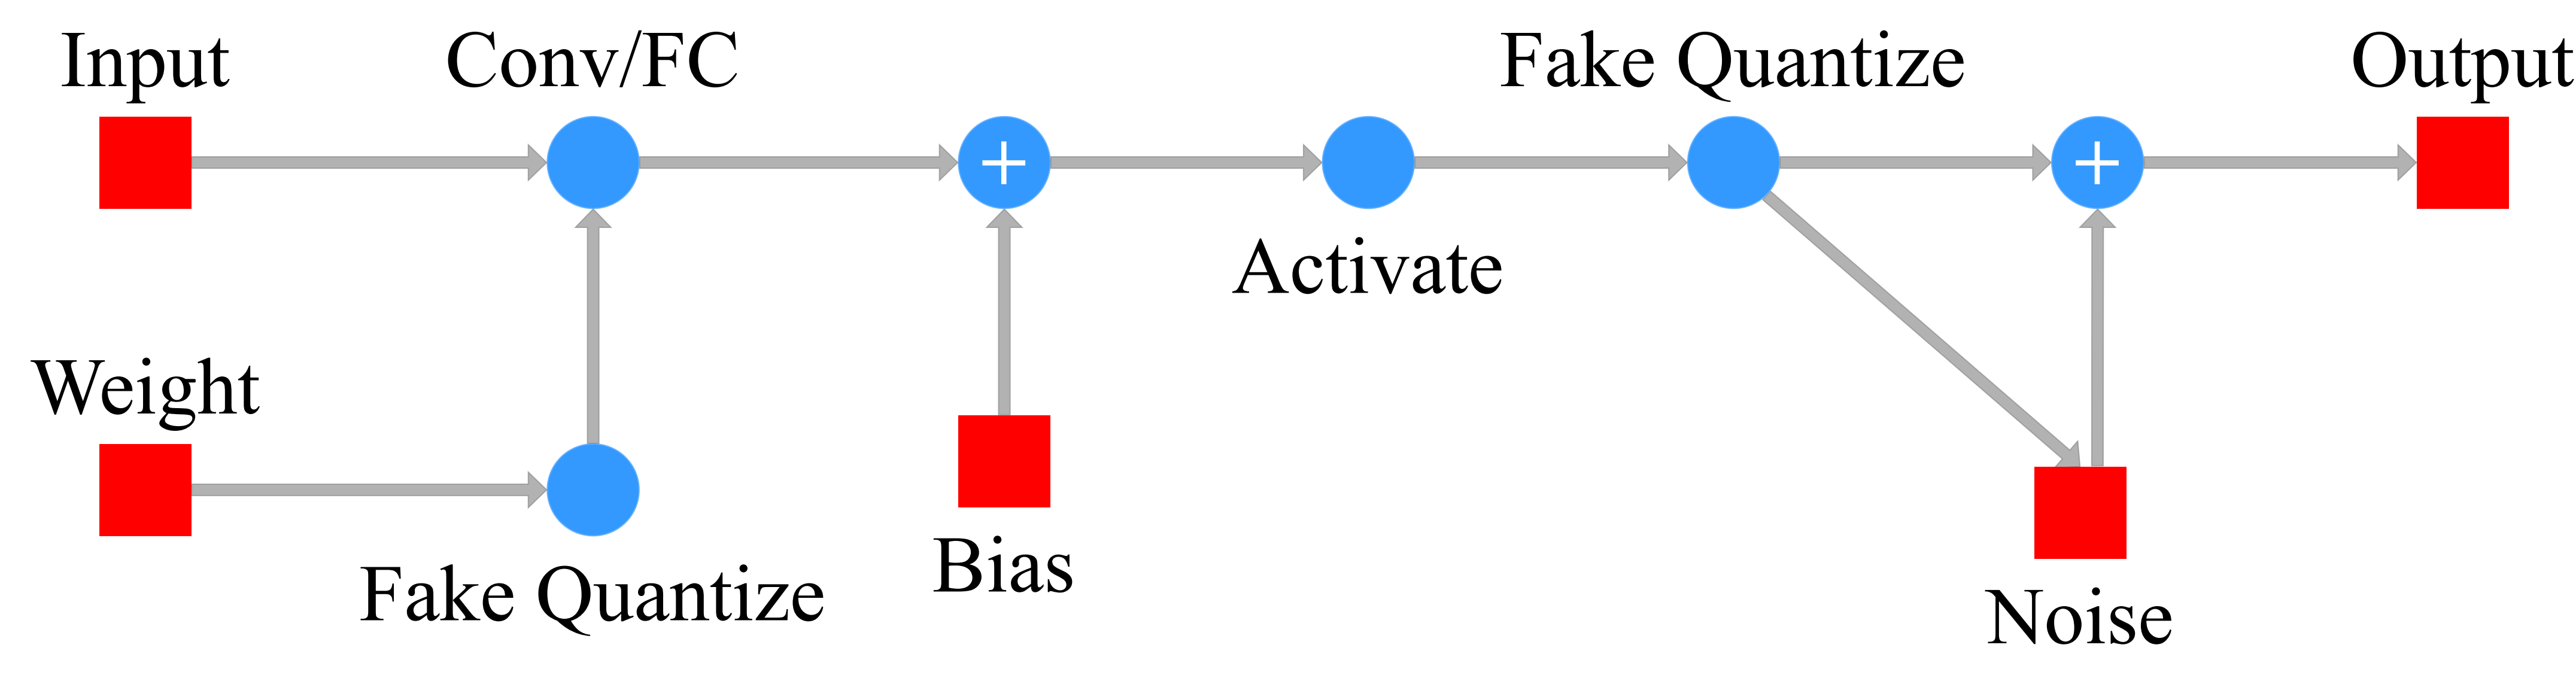 Input
Conv/FC
Fake Quantize
Output
+
+
Activate
Weight
Fake Quantize
Bias
Noise